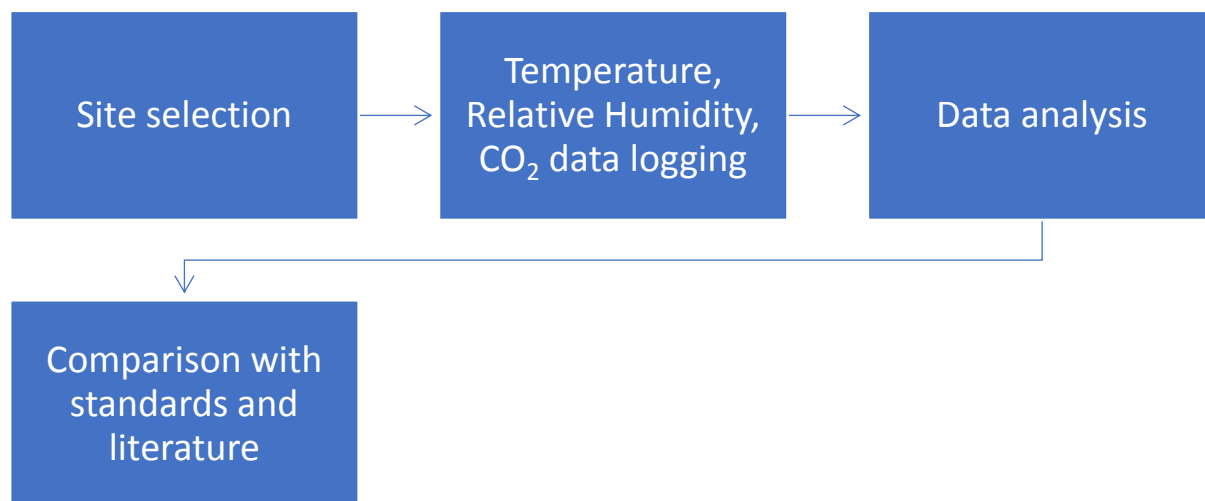 Site selection
Temperature,
Relative Humidity,
CO₂ data logging
Data analysis
Comparison with
standards and
literature